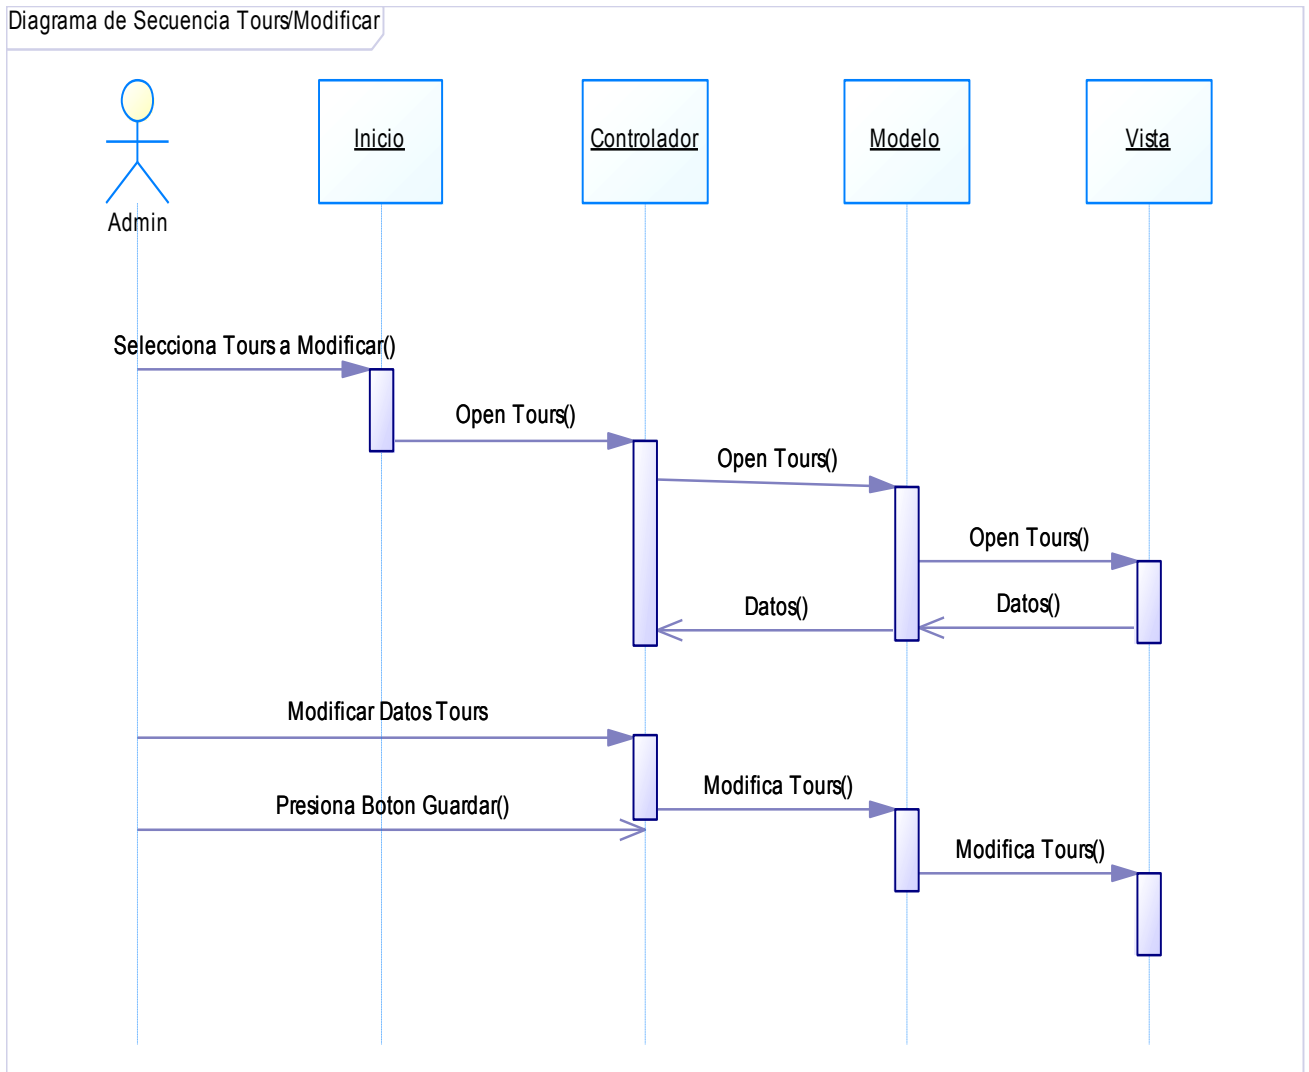 Diagrama de Secuencia Tours/Modificar
Admin
Inicio
Controlador
Modelo
Vista
Selecciona Tours a Modificar()
Open Tours()
Open Tours()
Open Tours()
Datos()
Datos()
Modificar Datos Tours
Modifica Tours()
Presiona Boton Guardar()
Modifica Tours()